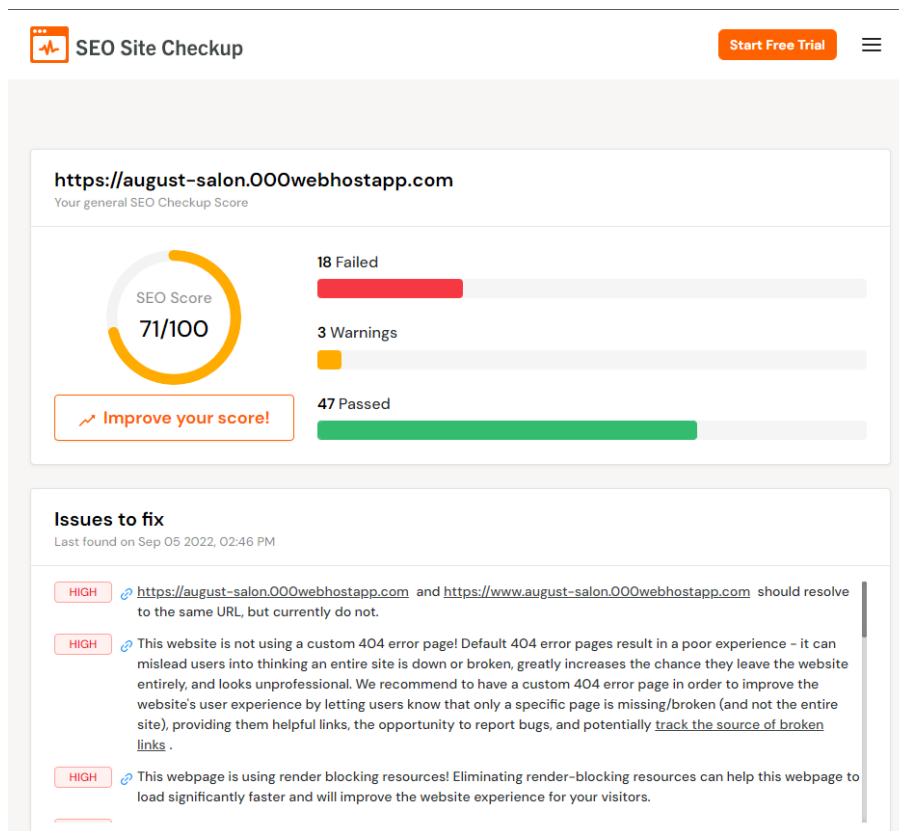 SEO Site Checkup
Start Free Trial
https://august-salon.000webhostapp.com
Your general SEO Checkup Score
SEO Score
71/100
Improve your score!
18 Failed
3 Warnings
47 Passed
Issues to fix
Last found on Sep 05 2022, 02:46 PM
HIGH https://august-salon.000webhostapp.com and https://www.august-salon.000webhostapp.com should resolve
to the same URL, but currently do not.
HIGH This website is not using a custom 404 error page! Default 404 error pages result in a poor experience - it can
mislead users into thinking an entire site is down or broken, greatly increases the chance they leave the website
entirely, and looks unprofessional. We recommend to have a custom 404 error page in order to improve the
website's user experience by letting users know that only a specific page is missing/broken (and not the entire
site), providing them helpful links, the opportunity to report bugs, and potentially track the source of broken
links .
HIGH This webpage is using render blocking resources! Eliminating render-blocking resources can help this webpage to
load significantly faster and will improve the website experience for your visitors.